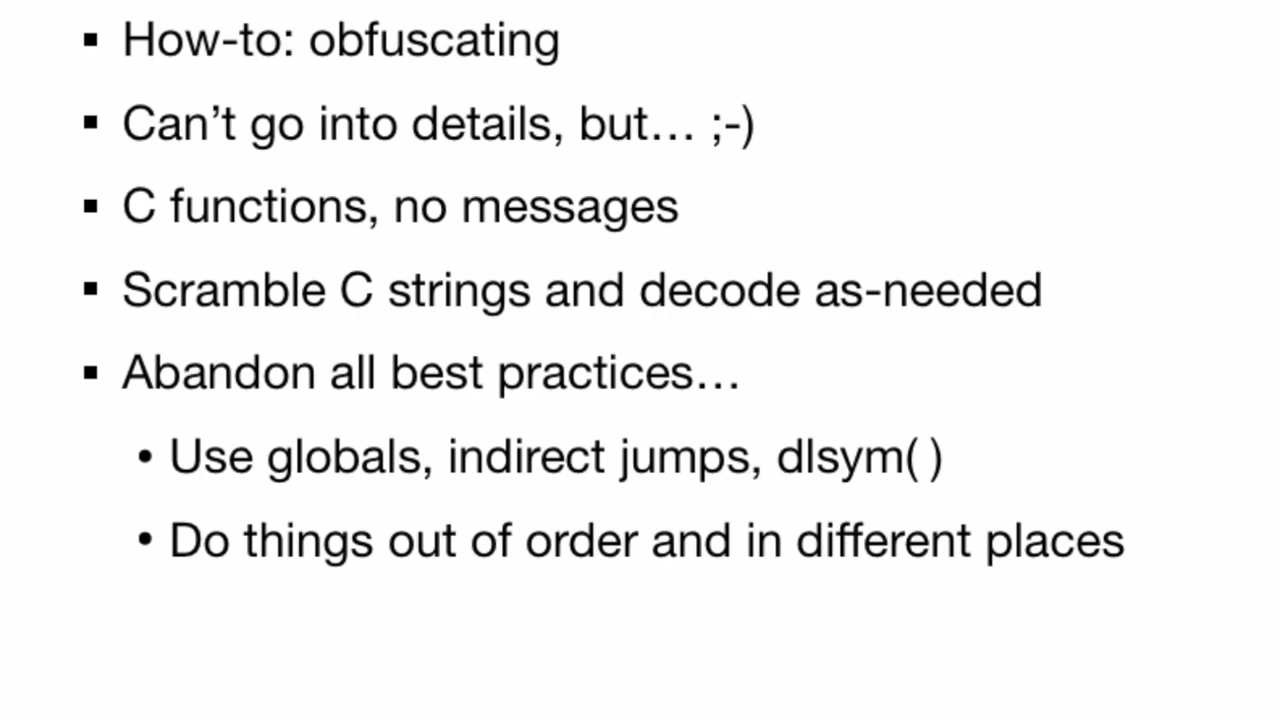 How-to: obfuscating
Can’t go into details, but… ;-)
C functions, no messages
Scramble C strings and decode as-needed
Abandon all best practices…
Use globals, indirect jumps, dlsym( )
Do things out of order and in different places